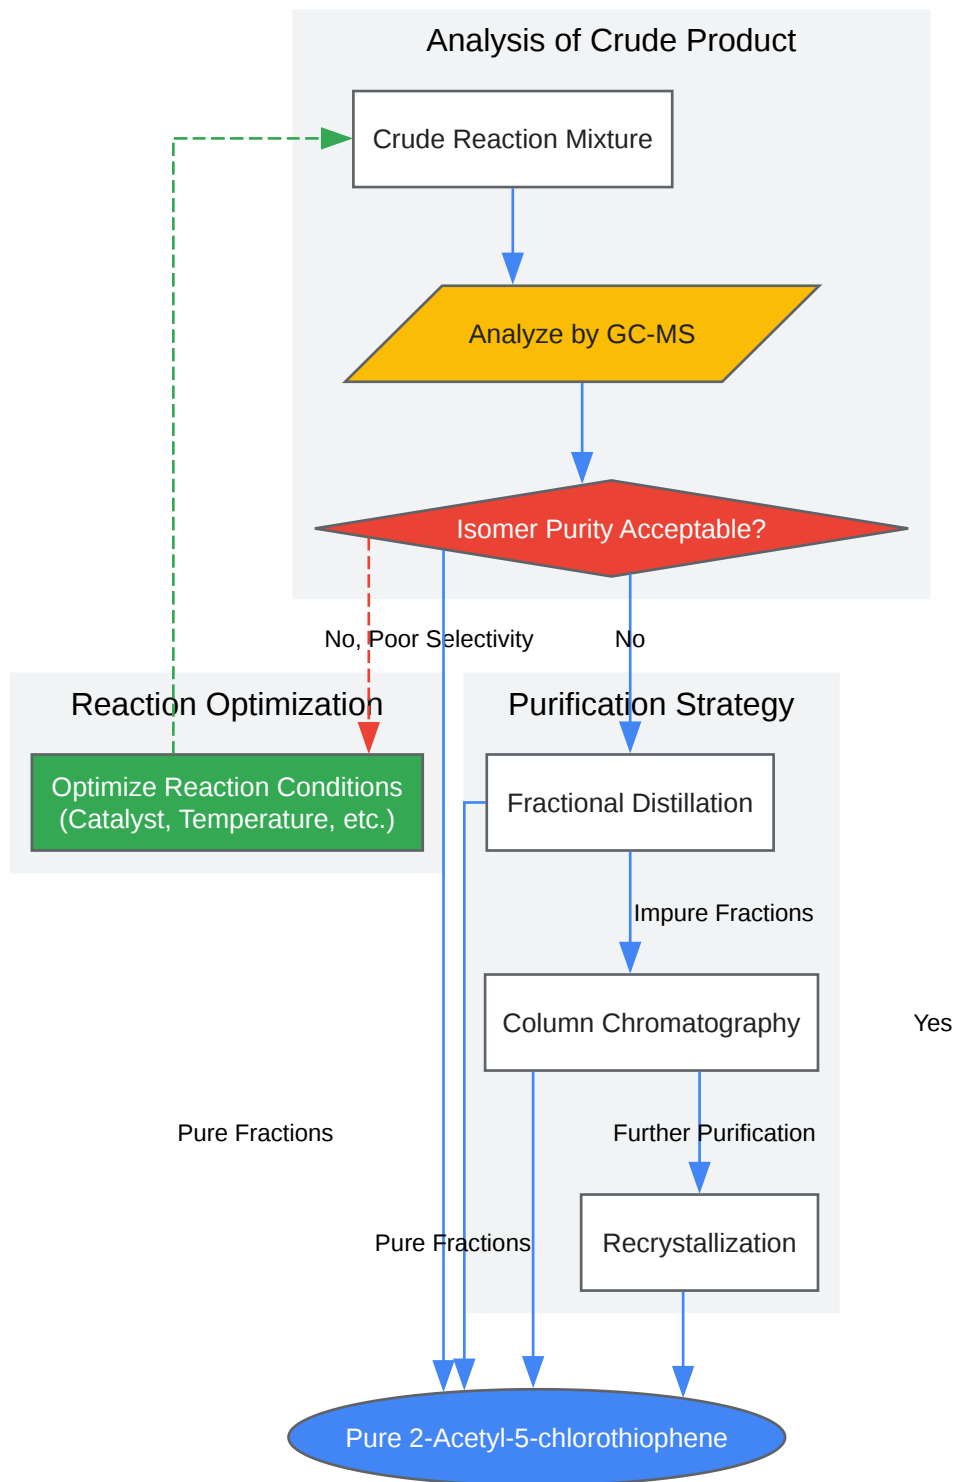 Analysis of Crude Product
Crude Reaction Mixture
Analyze by GC-MS
Isomer Purity Acceptable?
No, Poor Selectivity
No
Reaction Optimization
Purification Strategy
Optimize Reaction Conditions
(Catalyst, Temperature, etc.)
Fractional Distillation
Impure Fractions
Column Chromatography
Yes
Pure Fractions
Further Purification
Pure Fractions
Recrystallization
Pure 2-Acetyl-5-chlorothiophene